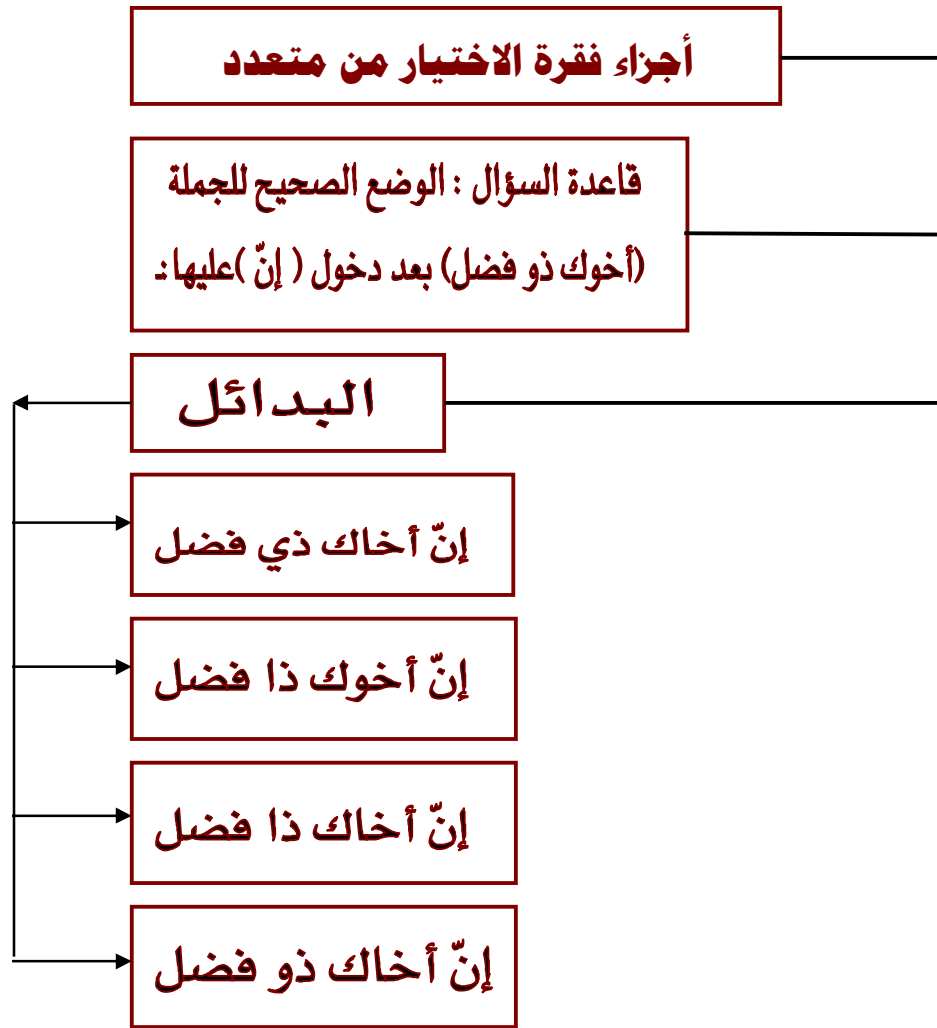 أجزاء فقرة الاختيار من متعدد
قاعدة السؤال : الوضع الصحيح للجملة
(أخوك ذو فضل) بعد دخول ( إنّ )عليها :ـ
البدائل
إنّ أخاك ذي فضل
إنّ أخوك ذا فضل
إنّ أخاك ذا فضل
إنّ أخاك ذو فضل